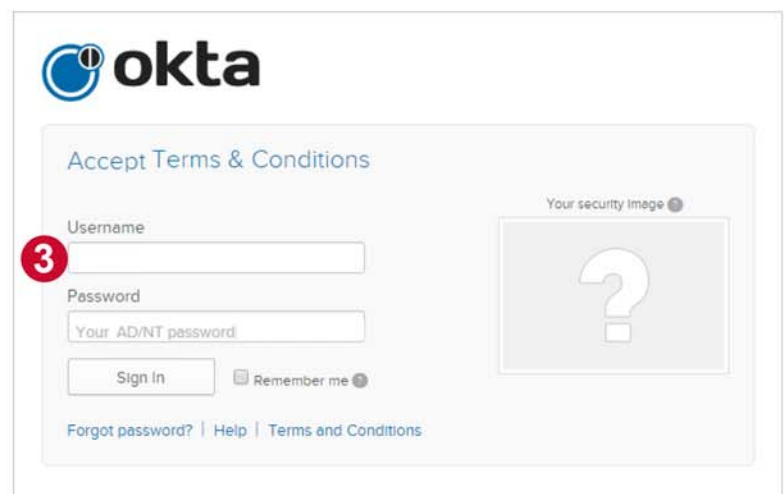 okta
Accept Terms & Conditions
Your security image ?
Username
3
Password
Your AD/NT password
Sign In
Remember me ?
Forgot password? | Help | Terms and Conditions
?